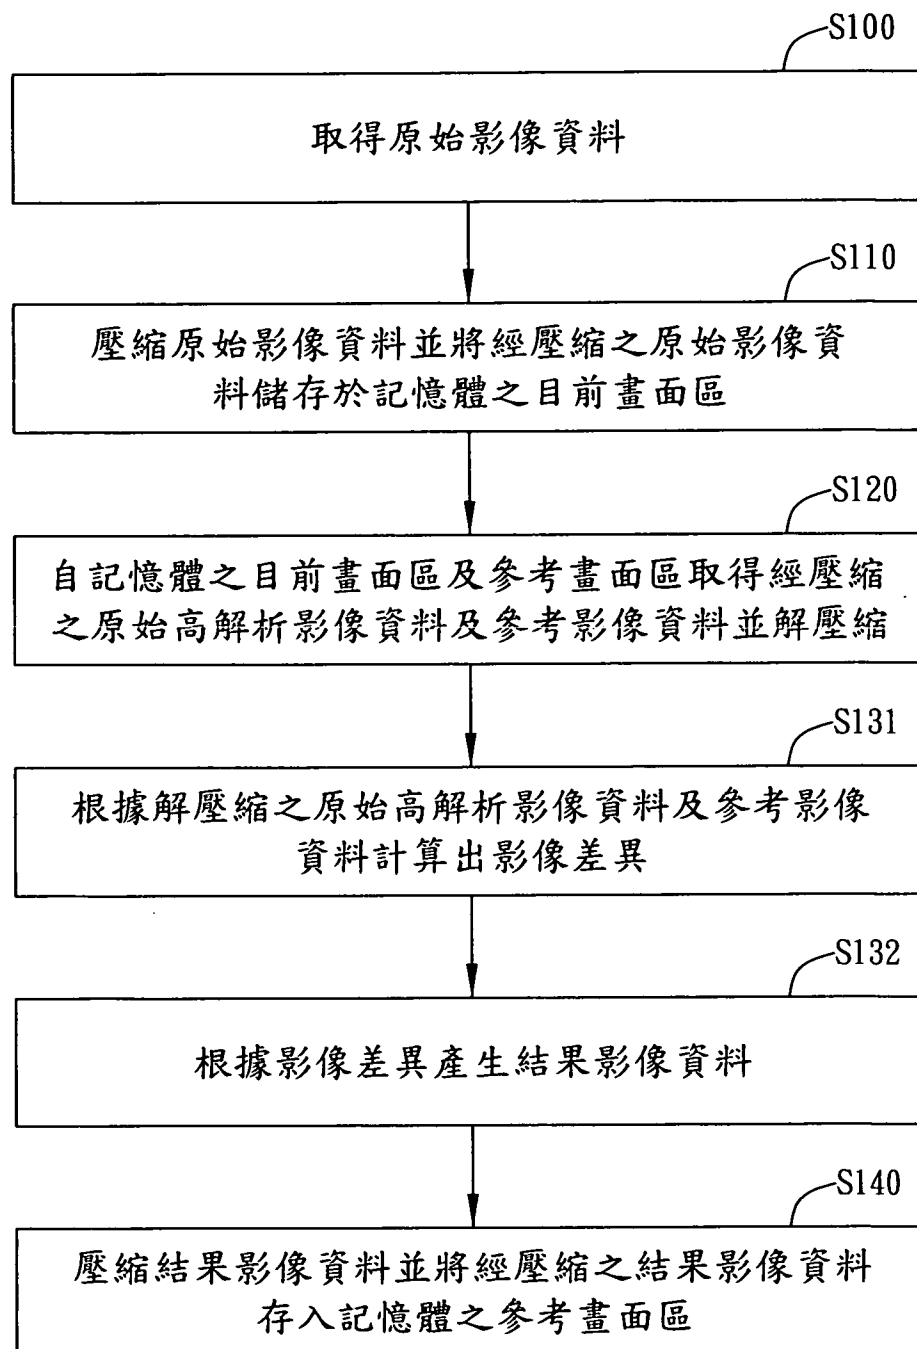 S100
取得原始影像資料
S110
壓縮原始影像資料並將經壓縮之原始影像資
料儲存於記憶體之目前畫面區
S120
自記憶體之目前畫面區及參考畫面區取得經壓縮
之原始高解析影像資料及參考影像資料並解壓縮
S131
根據解壓縮之原始高解析影像資料及參考影像
資料計算出影像差異
S132
根據影像差異產生結果影像資料
S140
壓縮結果影像資料並將經壓縮之結果影像資料
存入記憶體之參考畫面區